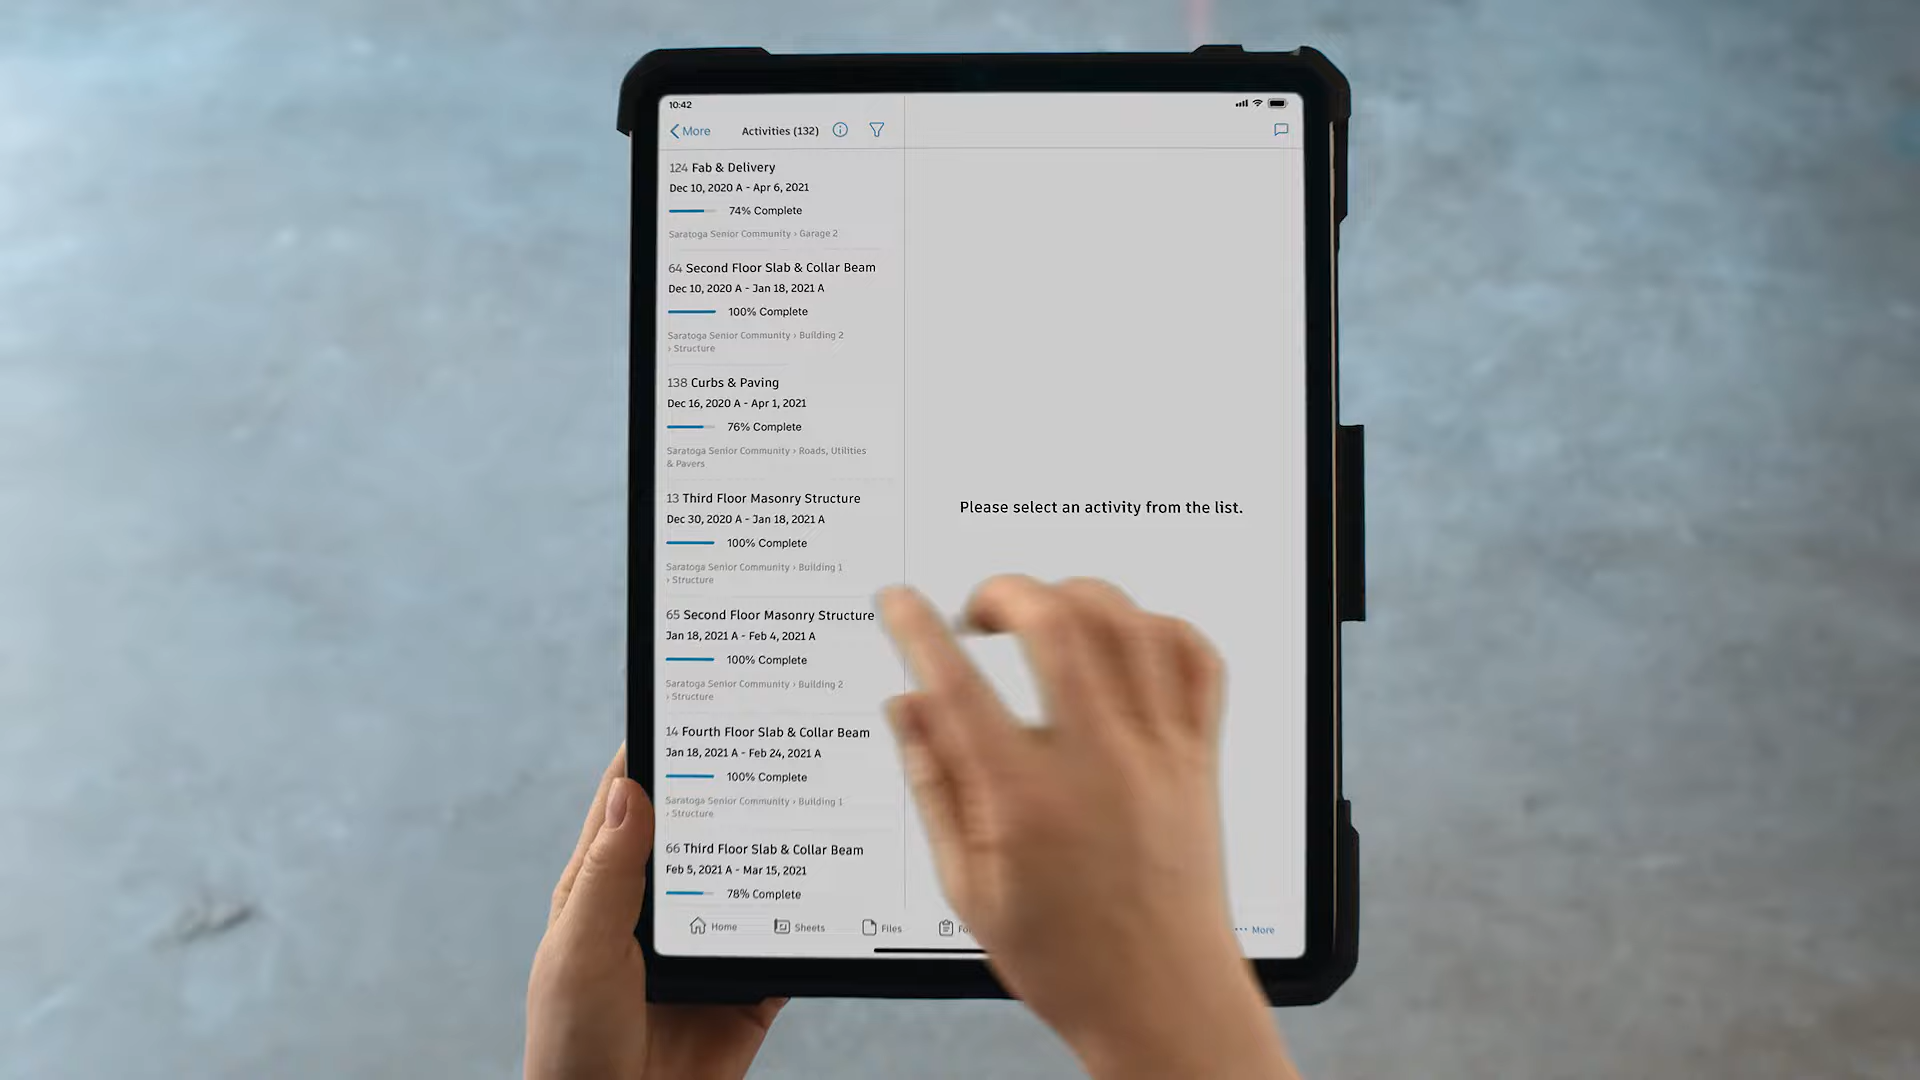 10:42
More
Activities (132)
124 Fab & Delivery
Dec 10, 2020 A - Apr 6, 2021
74% Complete
Saratoga Senior Community › Garage 2
64 Second Floor Slab & Collar Beam
Dec 10, 2020 A - Jan 18, 2021 A
100% Complete
Saratoga Senior Community › Building 2
› Structure
138 Curbs & Paving
Dec 16, 2020 A - Apr 1, 2021
76% Complete
Saratoga Senior Community › Roads, Utilities
& Pavers
13 Third Floor Masonry Structure
Dec 30, 2020 A - Jan 18, 2021 A
100% Complete
Saratoga Senior Community › Building 1
› Structure
65 Second Floor Masonry Structure
Jan 18, 2021 A - Feb 4, 2021 A
100% Complete
Saratoga Senior Community › Building 2
› Structure
14 Fourth Floor Slab & Collar Beam
Jan 18, 2021 A - Feb 24, 2021 A
100% Complete
Saratoga Senior Community › Building 1
› Structure
66 Third Floor Slab & Collar Beam
Feb 5, 2021 A - Mar 15, 2021
78% Complete
Please select an activity from the list.
Home
Sheets
Files
More